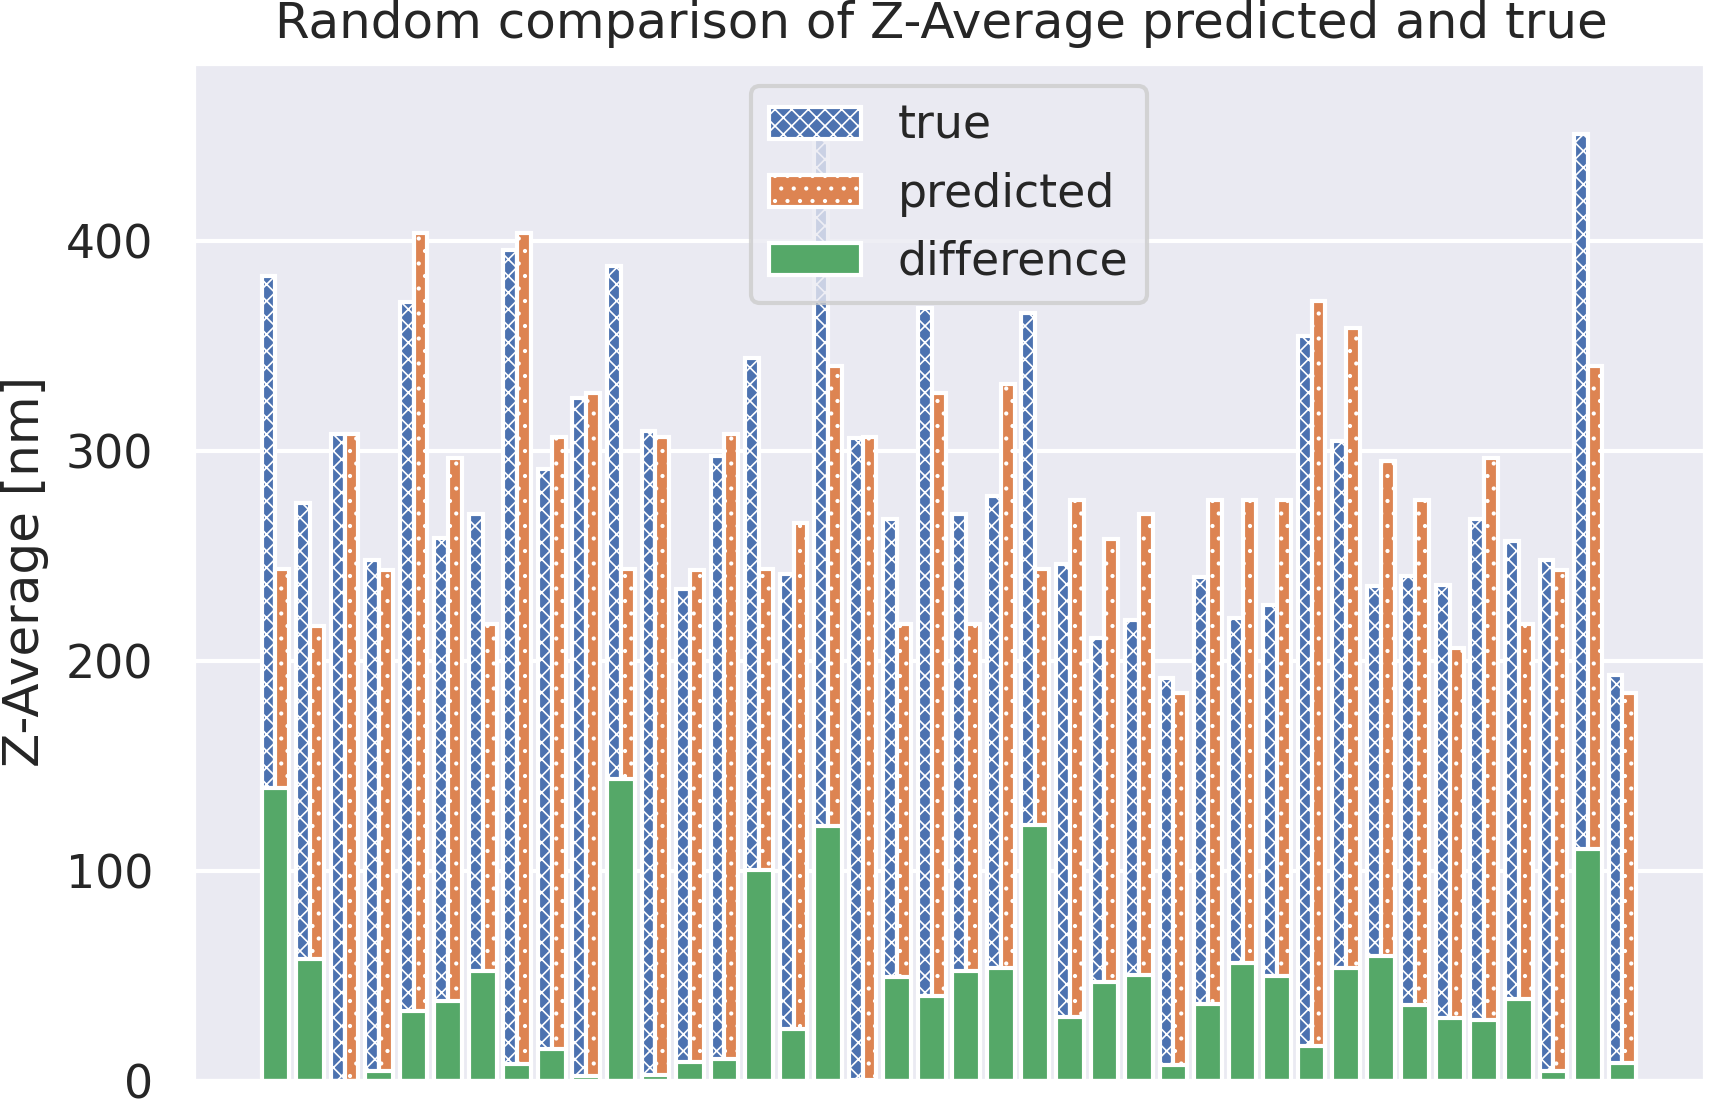 Random comparison of Z-Average predicted and true
true
predicted
difference
Z-Average [nm]
400
300
200
100
0